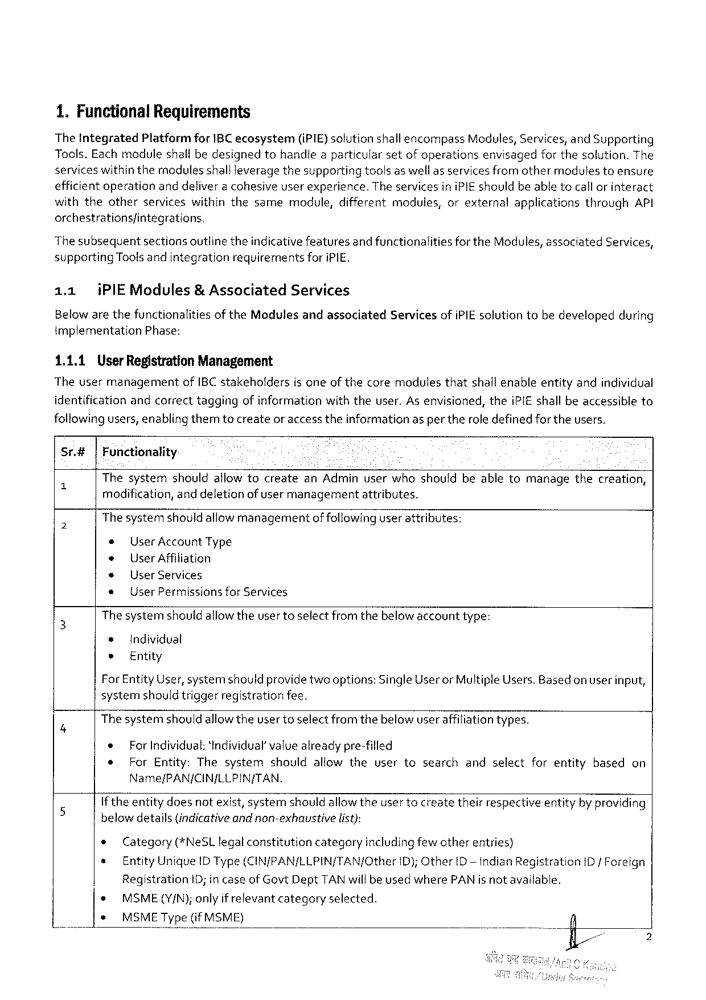 1. Functional Requirements
The Integrated Platform for IBC ecosystem (iPIE) solution shall encompass Modules, Services, and Supporting
Tools. Each module shall be designed to handle a particular set of operations envisaged for the solution. The
services within the modules shall leverage the supporting tools as well as services from other modules to ensure
efficient operation and deliver a cohesive user experience. The services in iPIE should be able to call or interact
with the other services within the same module, different modules, or external applications through API
orchestrations/integrations.
The subsequent sections outline the indicative features and functionalities for the Modules, associated Services,
supporting Tools and integration requirements for iPIE.
1.1 iPIE Modules & Associated Services
Below are the functionalities of the Modules and associated Services of iPIE solution to be developed during
Implementation Phase:
1.1.1 User Registration Management
The user management of IBC stakeholders is one of the core modules that shall enable entity and individual
identification and correct tagging of information with the user. As envisioned, the iPIE shall be accessible to
following users, enabling them to create or access the information as per the role defined for the users.
Sr.# Functionality
1 The system should allow to create an Admin user who should be able to manage the creation,
modification, and deletion of user management attributes.
2 The system should allow management of following user attributes:
• User Account Type
• User Affiliation
• User Services
• User Permissions for Services
3 The system should allow the user to select from the below account type:
• Individual
• Entity
For Entity User, system should provide two options: Single User or Multiple Users. Based on user input,
system should trigger registration fee.
4 The system should allow the user to select from the below user affiliation types.
• For Individual: 'Individual' value already pre-filled
• For Entity: The system should allow the user to search and select for entity based on
Name/PAN/CIN/LLPIN/TAN.
5 If the entity does not exist, system should allow the user to create their respective entity by providing
below details (indicative and non-exhaustive list):
• Category (*NeSL legal constitution category including few other entries)
• Entity Unique ID Type (CIN/PAN/LLPIN/TAN/Other ID); Other ID – Indian Registration ID / Foreign
Registration ID; in case of Govt Dept TAN will be used where PAN is not available.
• MSME (Y/N); only if relevant category selected.
• MSME Type (if MSME)
2
/Anil C
अवर सचिव/Under Secretary